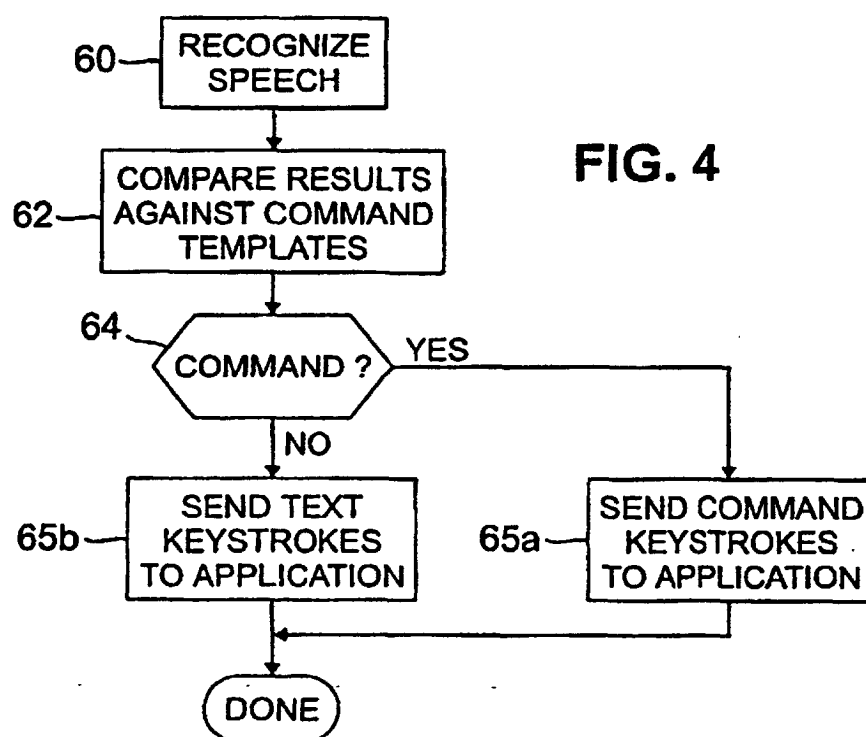 60
RECOGNIZE
SPEECH
FIG. 4
62
COMPARE RESULTS
AGAINST COMMAND
TEMPLATES
64
COMMAND ?
YES
NO
65b
SEND TEXT
KEYSTROKES
TO APPLICATION
65a
SEND COMMAND
KEYSTROKES
TO APPLICATION
DONE